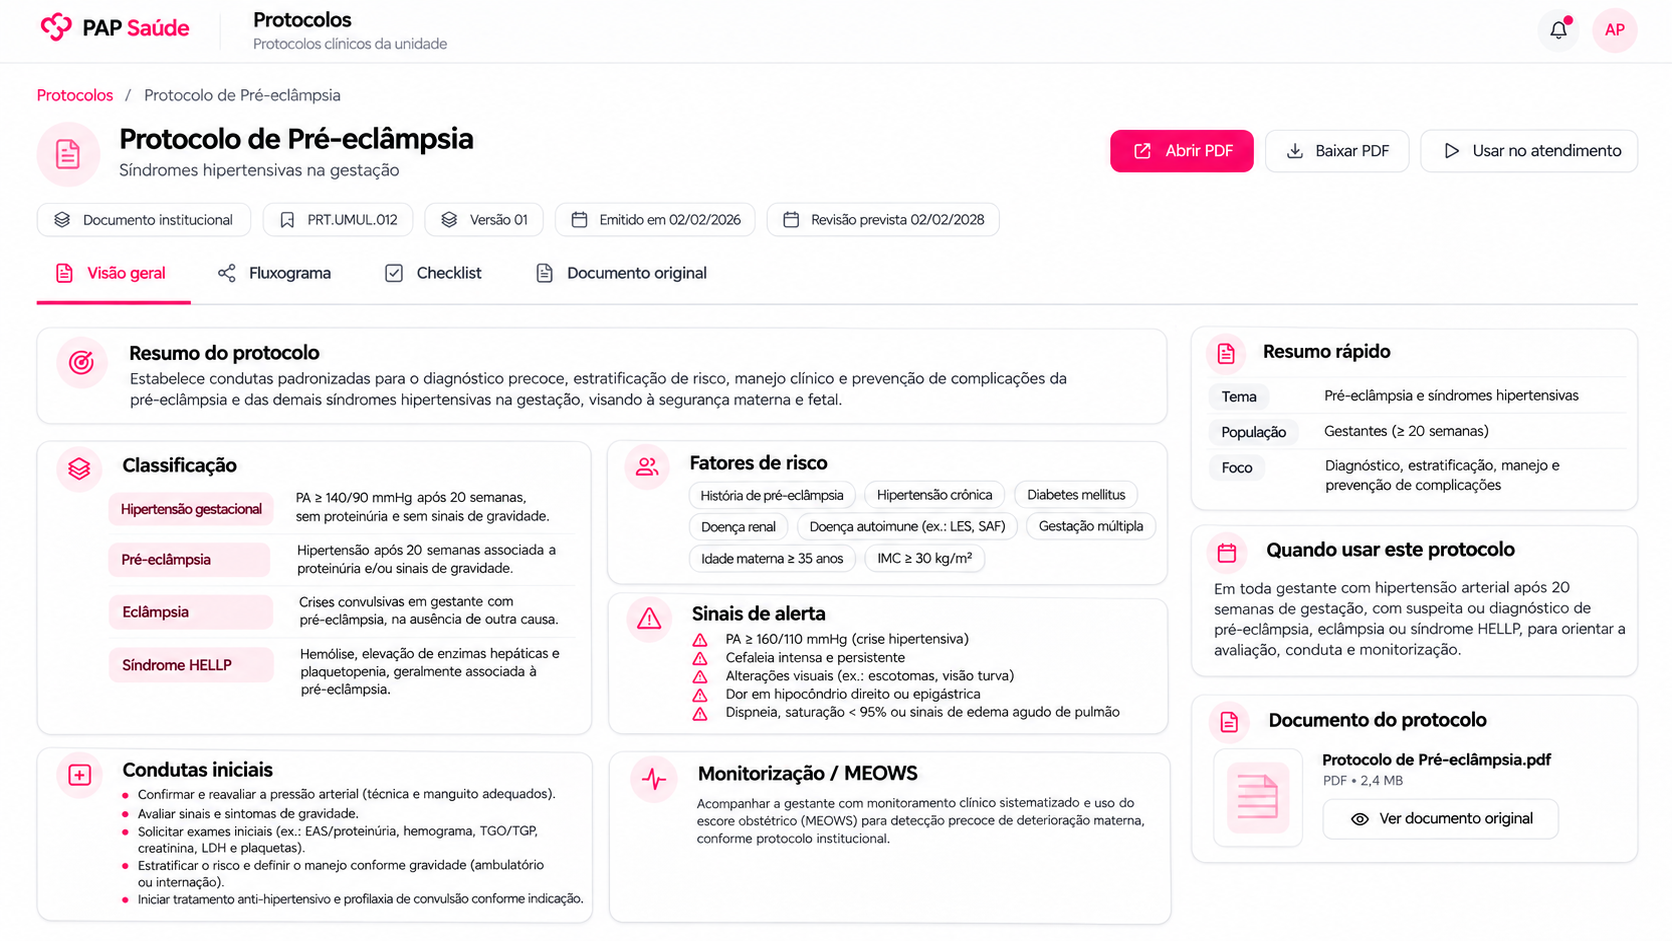 PAP Saúde
Protocolos
Protocolos clínicos da unidade
AP
Protocolos / Protocolo de Pré-eclâmpsia
Protocolo de Pré-eclâmpsia
Síndromes hipertensivas na gestação
Abrir PDF
Baixar PDF
Usar no atendimento
Documento institucional
PRT.UMUL.012
Versão 01
Emitido em 02/02/2026
Revisão prevista 02/02/2028
Visão geral
Fluxograma
Checklist
Documento original
Resumo do protocolo
Estabelece condutas padronizadas para o diagnóstico precoce, estratificação de risco, manejo clínico e prevenção de complicações da
pré-eclâmpsia e das demais síndromes hipertensivas na gestação, visando à segurança materna e fetal.
Classificação
Hipertensão gestacional
PA ≥ 140/90 mmHg após 20 semanas,
sem proteinúria e sem sinais de gravidade.
Pré-eclâmpsia
Hipertensão após 20 semanas associada a
proteinúria e/ou sinais de gravidade.
Eclâmpsia
Crises convulsivas em gestante com
pré-eclâmpsia, na ausência de outra causa.
Síndrome HELLP
Hemólise, elevação de enzimas hepáticas e
plaquetopenia, geralmente associada à
pré-eclâmpsia.
Fatores de risco
História de pré-eclâmpsia
Hipertensão crônica
Diabetes mellitus
Doença renal
Doença autoimune (ex.: LES, SAF)
Gestação múltipla
Idade materna ≥ 35 anos
IMC ≥ 30 kg/m²
Sinais de alerta
PA ≥ 160/110 mmHg (crise hipertensiva)
Cefaleia intensa e persistente
Alterações visuais (ex.: escotomas, visão turva)
Dor em hipocôndrio direito ou epigástrica
Dispneia, saturação < 95% ou sinais de edema agudo de pulmão
Condutas iniciais
Confirmar e reavaliar a pressão arterial (técnica e manguito adequados).
Avaliar sinais e sintomas de gravidade.
Solicitar exames iniciais (ex.: EAS/proteinúria, hemograma, TGO/TGP,
creatinina, LDH e plaquetas).
Estratificar o risco e definir o manejo conforme gravidade (ambulatório
ou internação).
Iniciar tratamento anti-hipertensivo e profilaxia de convulsão conforme indicação.
Monitorização / MEOWS
Acompanhar a gestante com monitoramento clínico sistematizado e uso do
escore obstétrico (MEOWS) para detecção precoce de deterioração materna,
conforme protocolo institucional.
Resumo rápido
Tema
Pré-eclâmpsia e síndromes hipertensivas
População
Gestantes (≥ 20 semanas)
Foco
Diagnóstico, estratificação, manejo e
prevenção de complicações
Quando usar este protocolo
Em toda gestante com hipertensão arterial após 20
semanas de gestação, com suspeita ou diagnóstico de
pré-eclâmpsia, eclâmpsia ou síndrome HELLP, para orientar a
avaliação, conduta e monitorização.
Documento do protocolo
Protocolo de Pré-eclâmpsia.pdf
PDF • 2,4 MB
Ver documento original